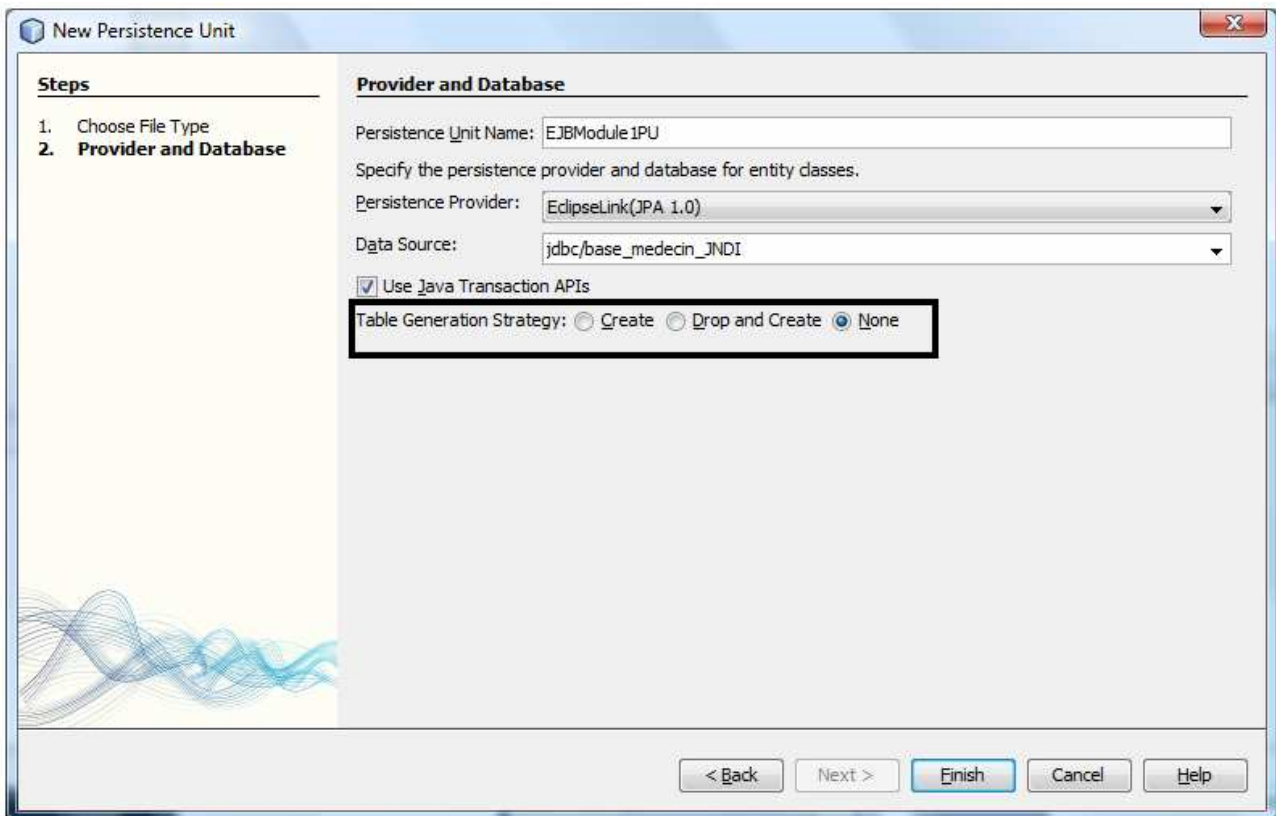 New Persistence Unit
Steps
1. Choose File Type
2. Provider and Database
Provider and Database
Persistence Unit Name: EJBModule1PU
Specify the persistence provider and database for entity classes.
Persistence Provider: EclipseLink(JPA 1.0)
Data Source: jdbc/base_medecin_JNDI
Use Java Transaction APIs
Table Generation Strategy: Create Drop and Create None
< Back Next > Finish Cancel Help